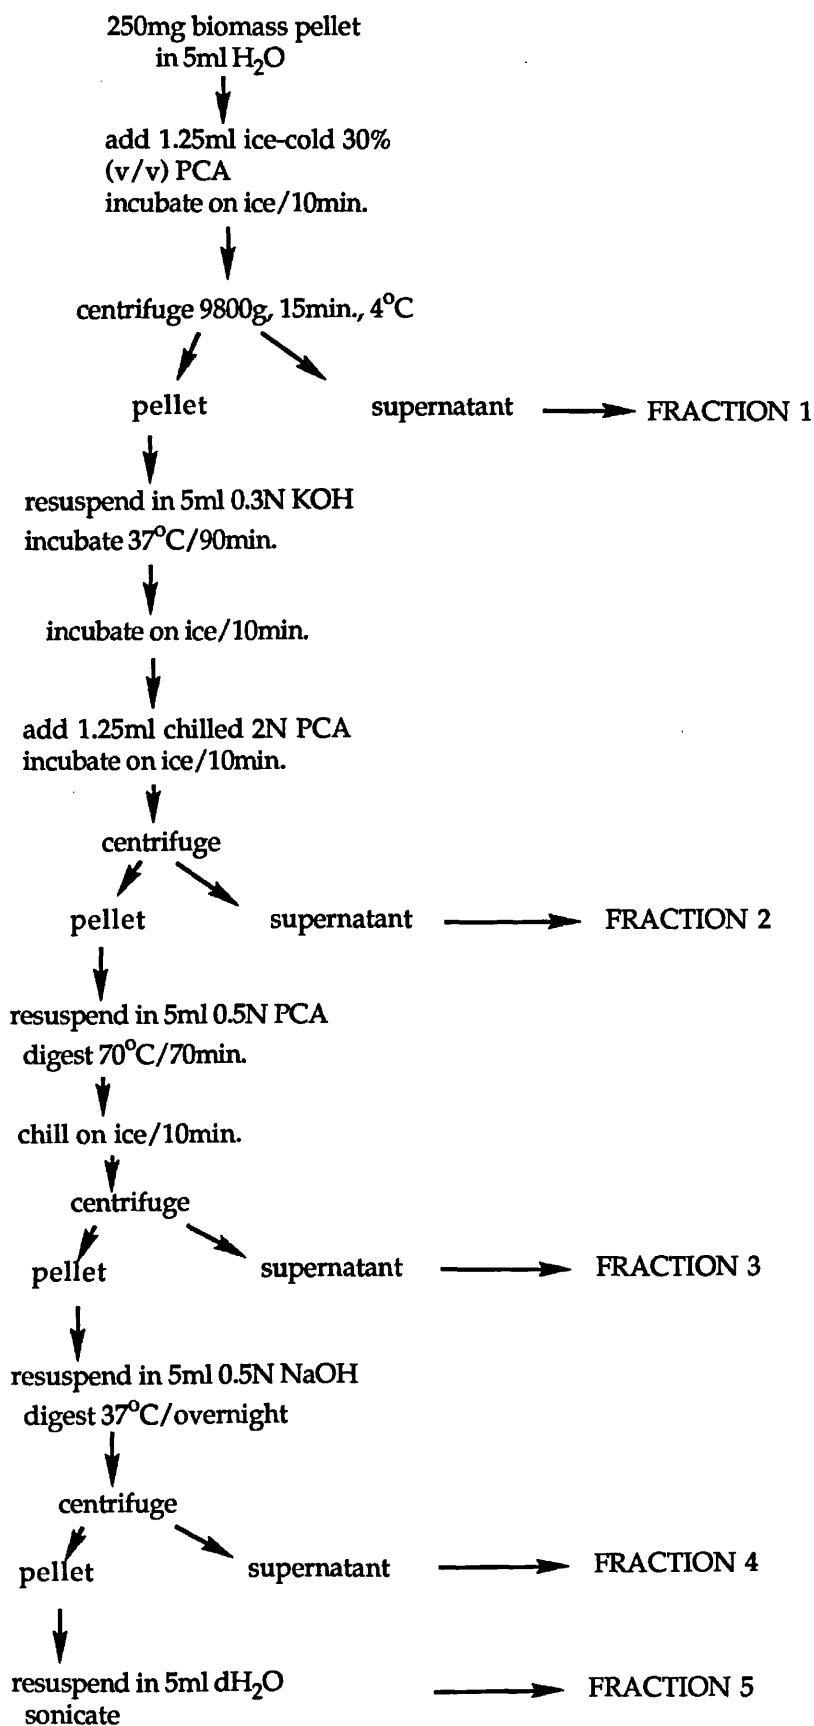 250mg biomass pellet
in 5ml H₂O
add 1.25ml ice-cold 30%
(v/v) PCA
incubate on ice/10min.
centrifuge 9800g, 15min., 4°C
pellet
supernatant
FRACTION 1
resuspend in 5ml 0.3N KOH
incubate 37°C/90min.
incubate on ice/10min.
add 1.25ml chilled 2N PCA
incubate on ice/10min.
centrifuge
pellet
supernatant
FRACTION 2
resuspend in 5ml 0.5N PCA
digest 70°C/70min.
chill on ice/10min.
centrifuge
pellet
supernatant
FRACTION 3
resuspend in 5ml 0.5N NaOH
digest 37°C/overnight
centrifuge
pellet
supernatant
FRACTION 4
resuspend in 5ml dH₂O
sonicate
FRACTION 5